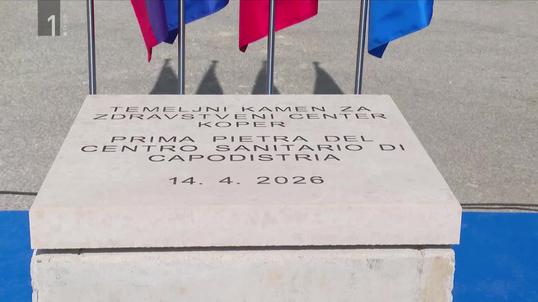 1
TEMELJNI KAMEN ZA
ZDRAVSTVENI CENTER
KOPER
PRIMA PIETRA DEL
CENTRO SANITARIO DI
CAPODISTRIA
14. 4. 2026